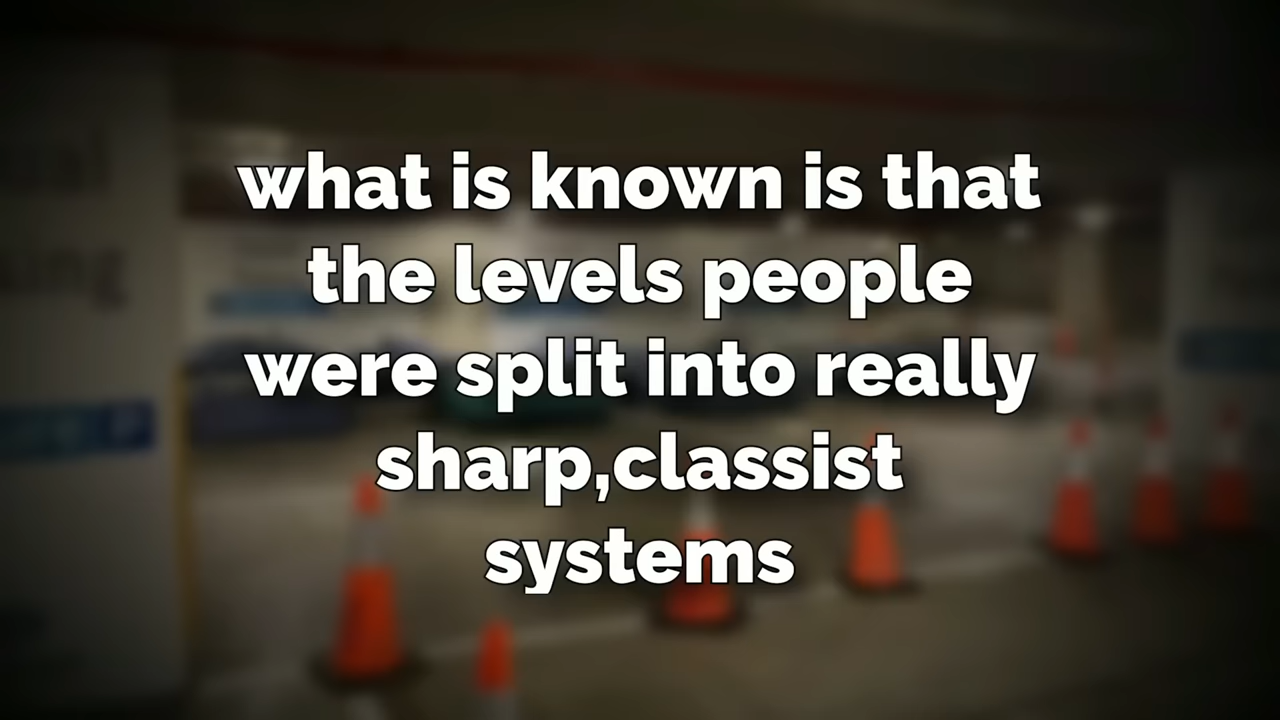 what is known is that
the levels people
were split into really
sharp,classist
systems